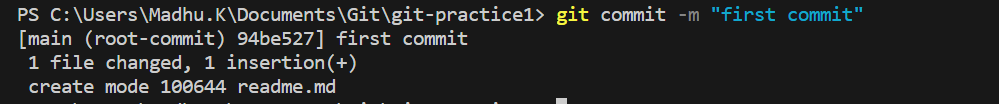 PS C:\Users\Madhu.K\Documents\Git\git-practice1> git commit -m "first commit"
[main (root-commit) 94be527] first commit
 1 file changed, 1 insertion(+)
 create mode 100644 readme.md